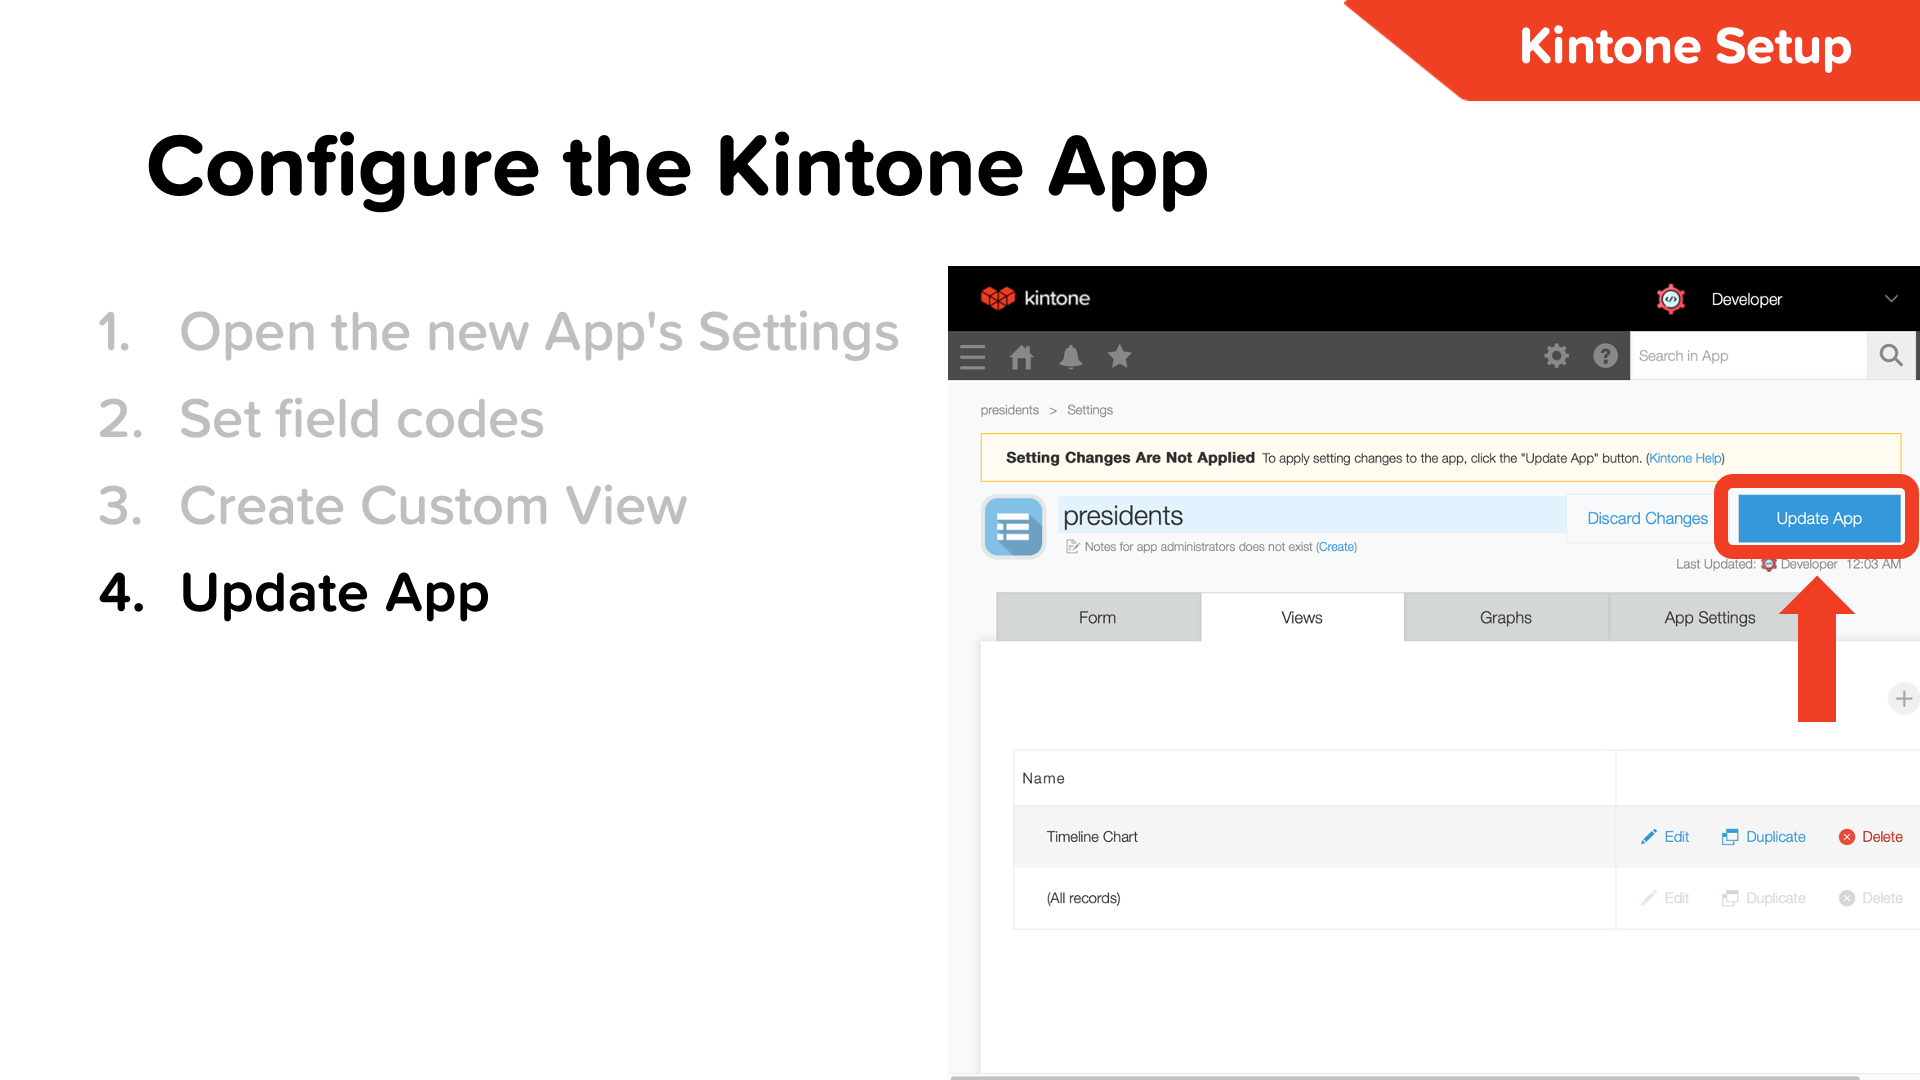 Kintone Setup
Configure the Kintone App
1. Open the new App's Settings
2. Set field codes
3. Create Custom View
4. Update App
kintone
Developer
Search in App
presidents > Settings
Setting Changes Are Not Applied To apply setting changes to the app, click the "Update App" button. (Kintone Help)
presidents
Discard Changes
Update App
Notes for app administrators does not exist (Create)
Last Updated: Developer 12:03 AM
Form Views Graphs App Settings
Name
Timeline Chart Edit Duplicate Delete
(All records) Edit Duplicate Delete